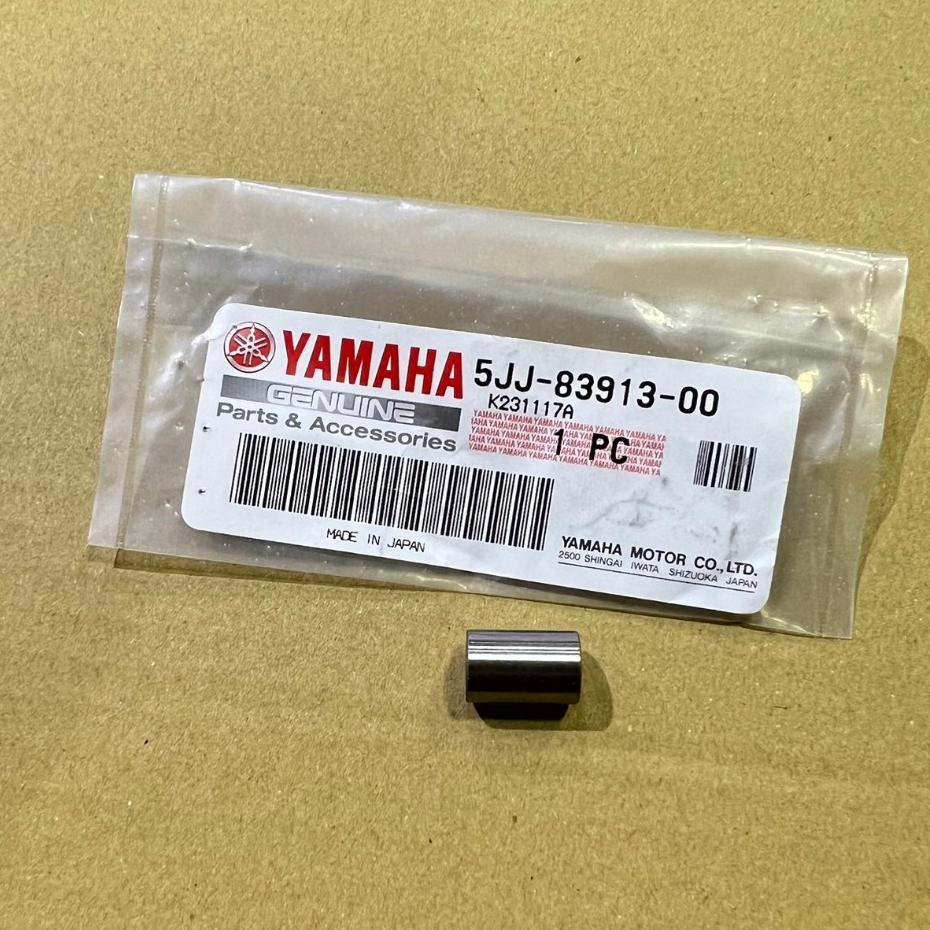 YAMAHA
5JJ-83913-00
GENUINE
K231117A
Parts & Accessories
1 PC
MADE IN JAPAN
YAMAHA MOTOR CO., LTD.
2500 SHINGAI IWATA SHIZUOKA JAPAN